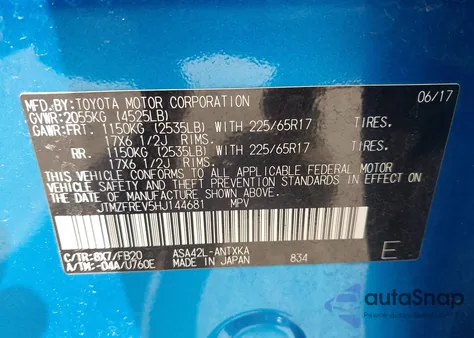 MFD.BY: TOYOTA MOTOR CORPORATION 06/17
GVWR: 2055KG (4525LB)
GAWR: FRT. 1150KG (2535LB) WITH 225/65R17 TIRES.
17X6 1/2J RIMS.
RR. 1150KG (2535LB) WITH 225/65R17 TIRES.
17X6 1/2J RIMS.
THIS VEHICLE CONFORMS TO ALL APPLICABLE FEDERAL MOTOR
VEHICLE SAFETY AND THEFT PREVENTION STANDARDS IN EFFECT ON
THE DATE OF MANUFACTURE SHOWN ABOVE.
JTMZFREV5HJ144681 MPV
C/TR: 8X7/FB20 ASA42L-ANTXKA
A/TM: -04A/U760E MADE IN JAPAN 834 E
autoSnap
Powered by